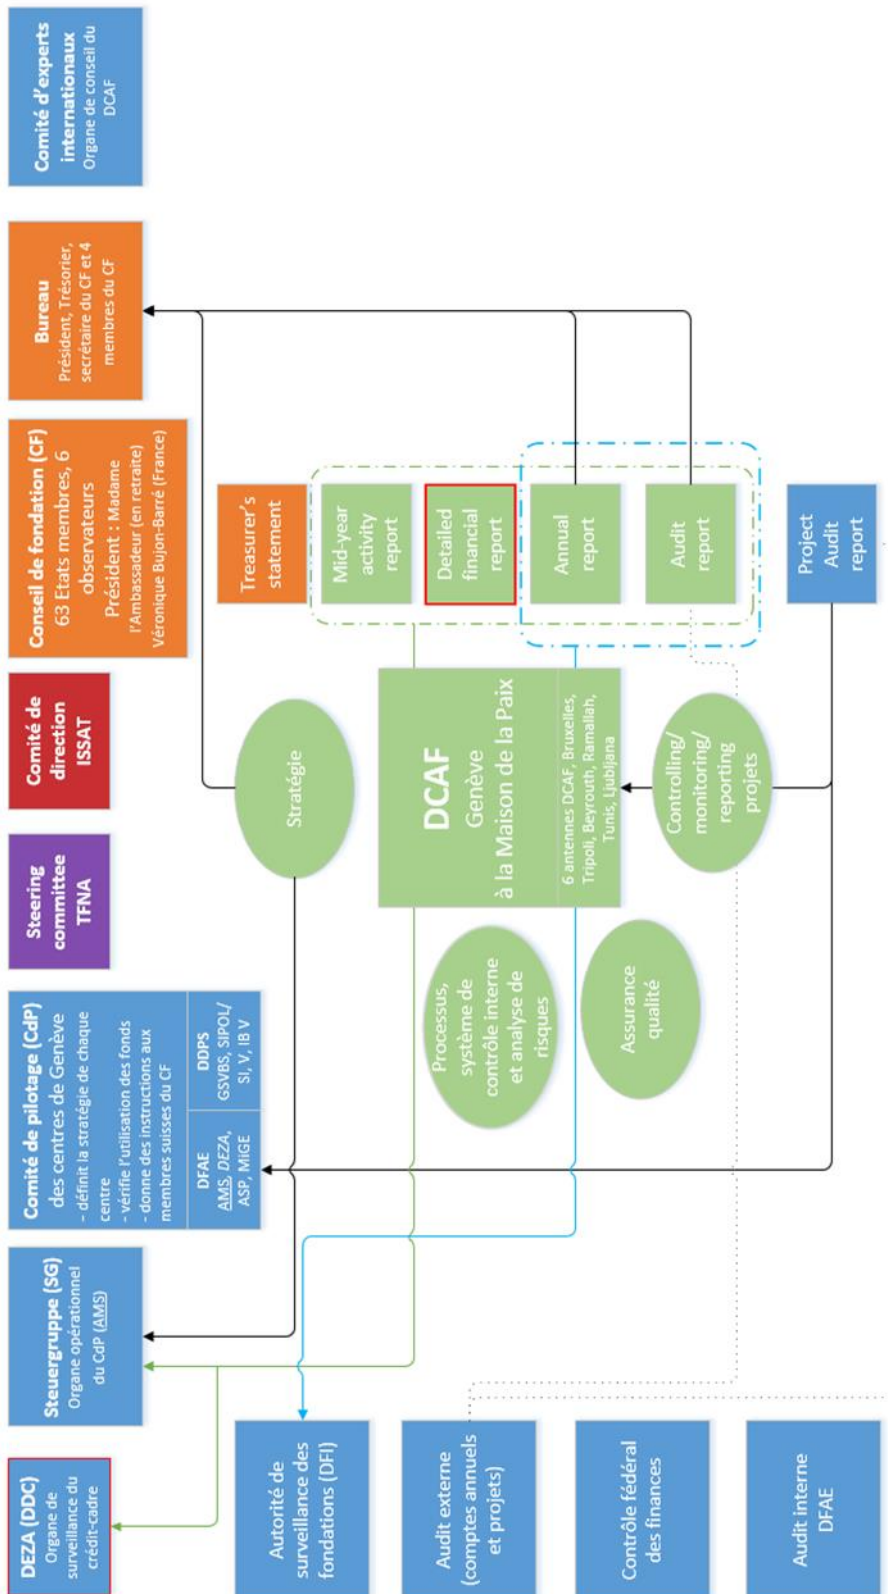 DEZA (DDC)
Organe de
surveillance du
crédit-cadre
Steuergruppe (SG)
Organe opérationnel
du CdP (AMS)
Comité de pilotage (CdP)
des centres de Genève
- définit la stratégie de chaque
centre
- vérifie l'utilisation des fonds
- donne des instructions aux
membres suisses du CF
DFAE
AMS, DEZA,
ASP, MiGE
DDPS
GSVBS, SIPOL/
SI, V, IB V
Steering
committee
TFNA
Comité de
direction
ISSAT
Conseil de fondation (CF)
63 Etats membres, 6
observateurs
Président : Madame
l'Ambassadeur (en retraite)
Véronique Bujon-Barré (France)
Bureau
Président, Trésorier,
secrétaire du CF et 4
membres du CF
Comité d'experts
internationaux
Organe de conseil du
DCAF
Autorité de
surveillance des
fondations (DFI)
Audit externe
(comptes annuels
et projets)
Contrôle fédéral
des finances
Audit interne
DFAE
Stratégie
Processus,
système de
contrôle interne
et analyse de
risques
Assurance
qualité
DCAF
Genève
à la Maison de la Paix
6 antennes DCAF, Bruxelles,
Tripoli, Beyrouth, Ramallah,
Tunis, Ljubljana
Controlling/
monitoring/
reporting
projets
Treasurer's
statement
Mid-year
activity
report
Detailed
financial
report
Annual
report
Audit
report
Project
Audit
report